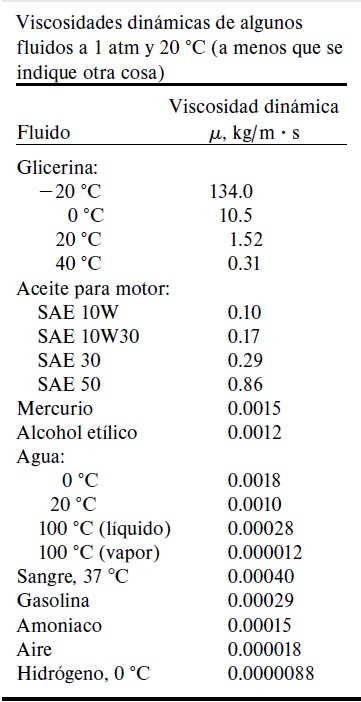 Viscosidades dinámicas de algunos
fluidos a 1 atm y 20 °C (a menos que se
indique otra cosa)
Viscosidad dinámica
Fluido μ, kg/m · s
Glicerina:
−20 °C 134.0
0 °C 10.5
20 °C 1.52
40 °C 0.31
Aceite para motor:
SAE 10W 0.10
SAE 10W30 0.17
SAE 30 0.29
SAE 50 0.86
Mercurio 0.0015
Alcohol etílico 0.0012
Agua:
0 °C 0.0018
20 °C 0.0010
100 °C (líquido) 0.00028
100 °C (vapor) 0.000012
Sangre, 37 °C 0.00040
Gasolina 0.00029
Amoniaco 0.00015
Aire 0.000018
Hidrógeno, 0 °C 0.0000088